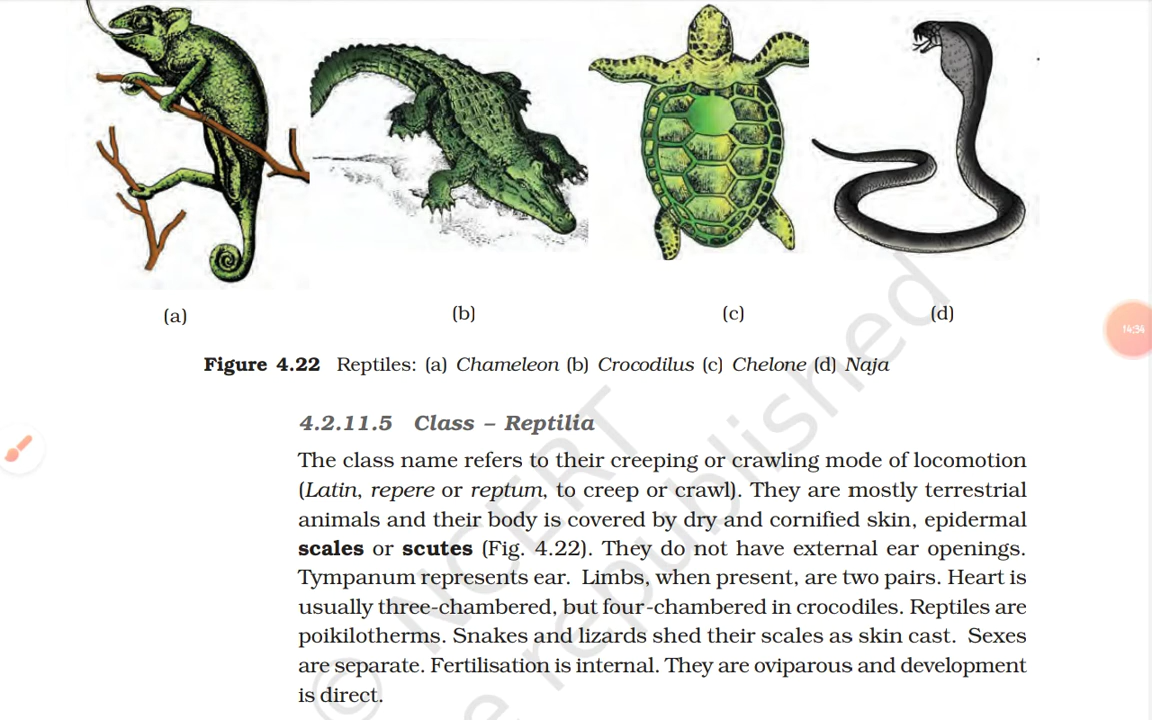 (a)
(b)
(c)
(d)
Figure 4.22 Reptiles: (a) Chameleon (b) Crocodilus (c) Chelone (d) Naja
14:34
4.2.11.5 Class – Reptilia
The class name refers to their creeping or crawling mode of locomotion
(Latin, repere or reptum, to creep or crawl). They are mostly terrestrial
animals and their body is covered by dry and cornified skin, epidermal
scales or scutes (Fig. 4.22). They do not have external ear openings.
Tympanum represents ear. Limbs, when present, are two pairs. Heart is
usually three-chambered, but four-chambered in crocodiles. Reptiles are
poikilotherms. Snakes and lizards shed their scales as skin cast. Sexes
are separate. Fertilisation is internal. They are oviparous and development
is direct.
© NCERT
e republished